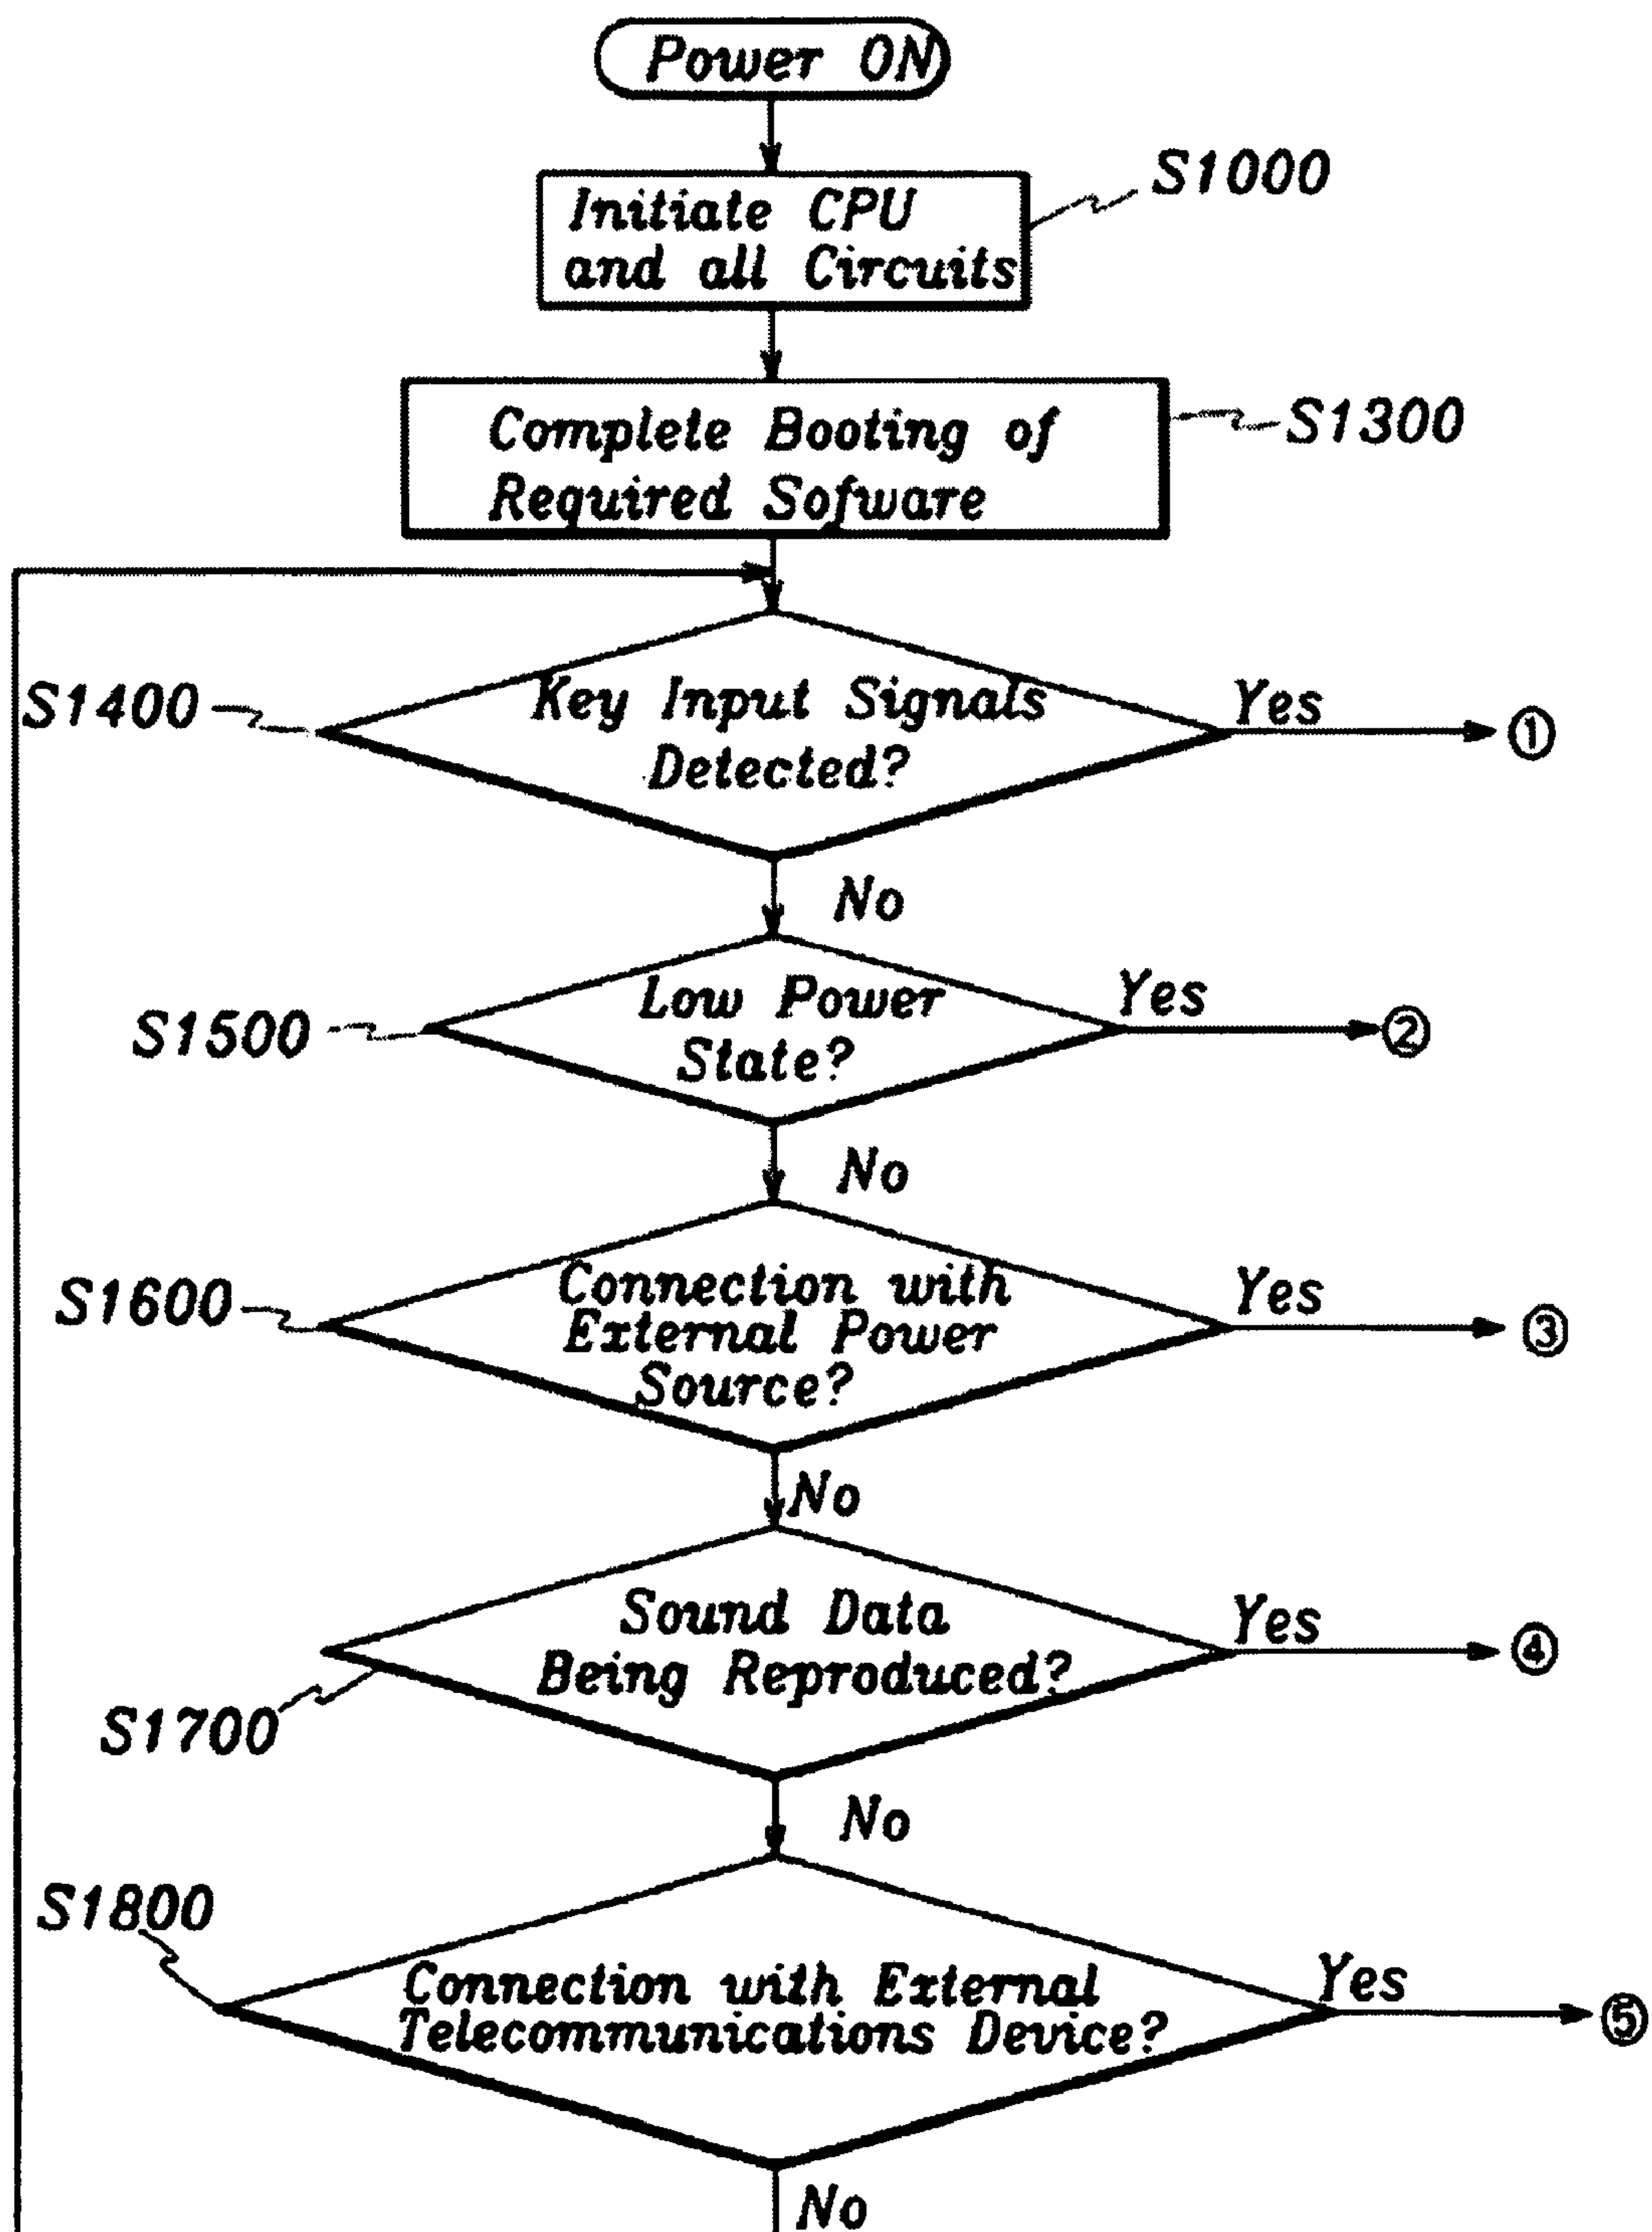 Power ON
S1000
Initiate CPU
and all Circuits
S1300
Complete Booting of
Required Sofware
S1400
Key Input Signals
Detected?
Yes
①
No
S1500
Low Power
State?
Yes
②
No
S1600
Connection with
External Power
Source?
Yes
③
No
S1700
Sound Data
Being Reproduced?
Yes
④
No
S1800
Connection with External
Telecommunications Device?
Yes
⑤
No